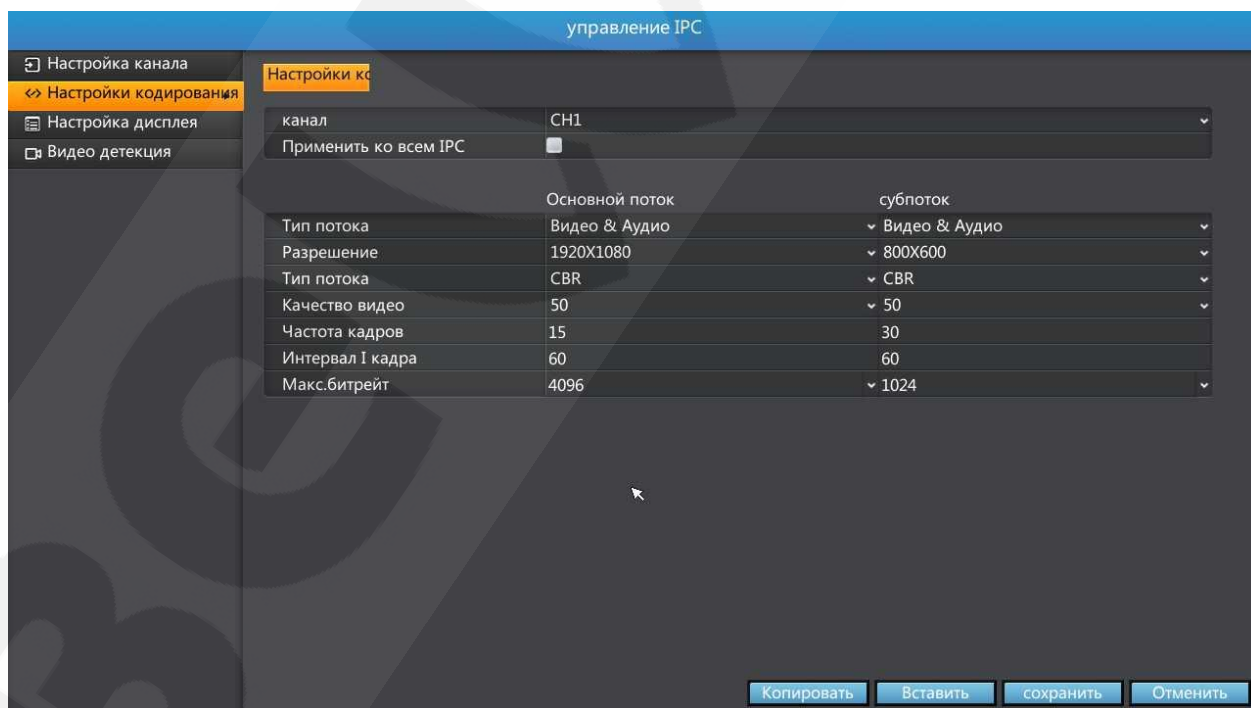 управление IPC
Настройка канала
Настройки кодирования
Настройка дисплея
Видео детекция
Настройки ко
канал CH1
Применить ко всем IPC
Основной поток субпоток
Тип потока Видео & Аудио Видео & Аудио
Разрешение 1920X1080 800X600
Тип потока CBR CBR
Качество видео 50 50
Частота кадров 15 30
Интервал I кадра 60 60
Макс.битрейт 4096 1024
Копировать Вставить сохранить Отменить